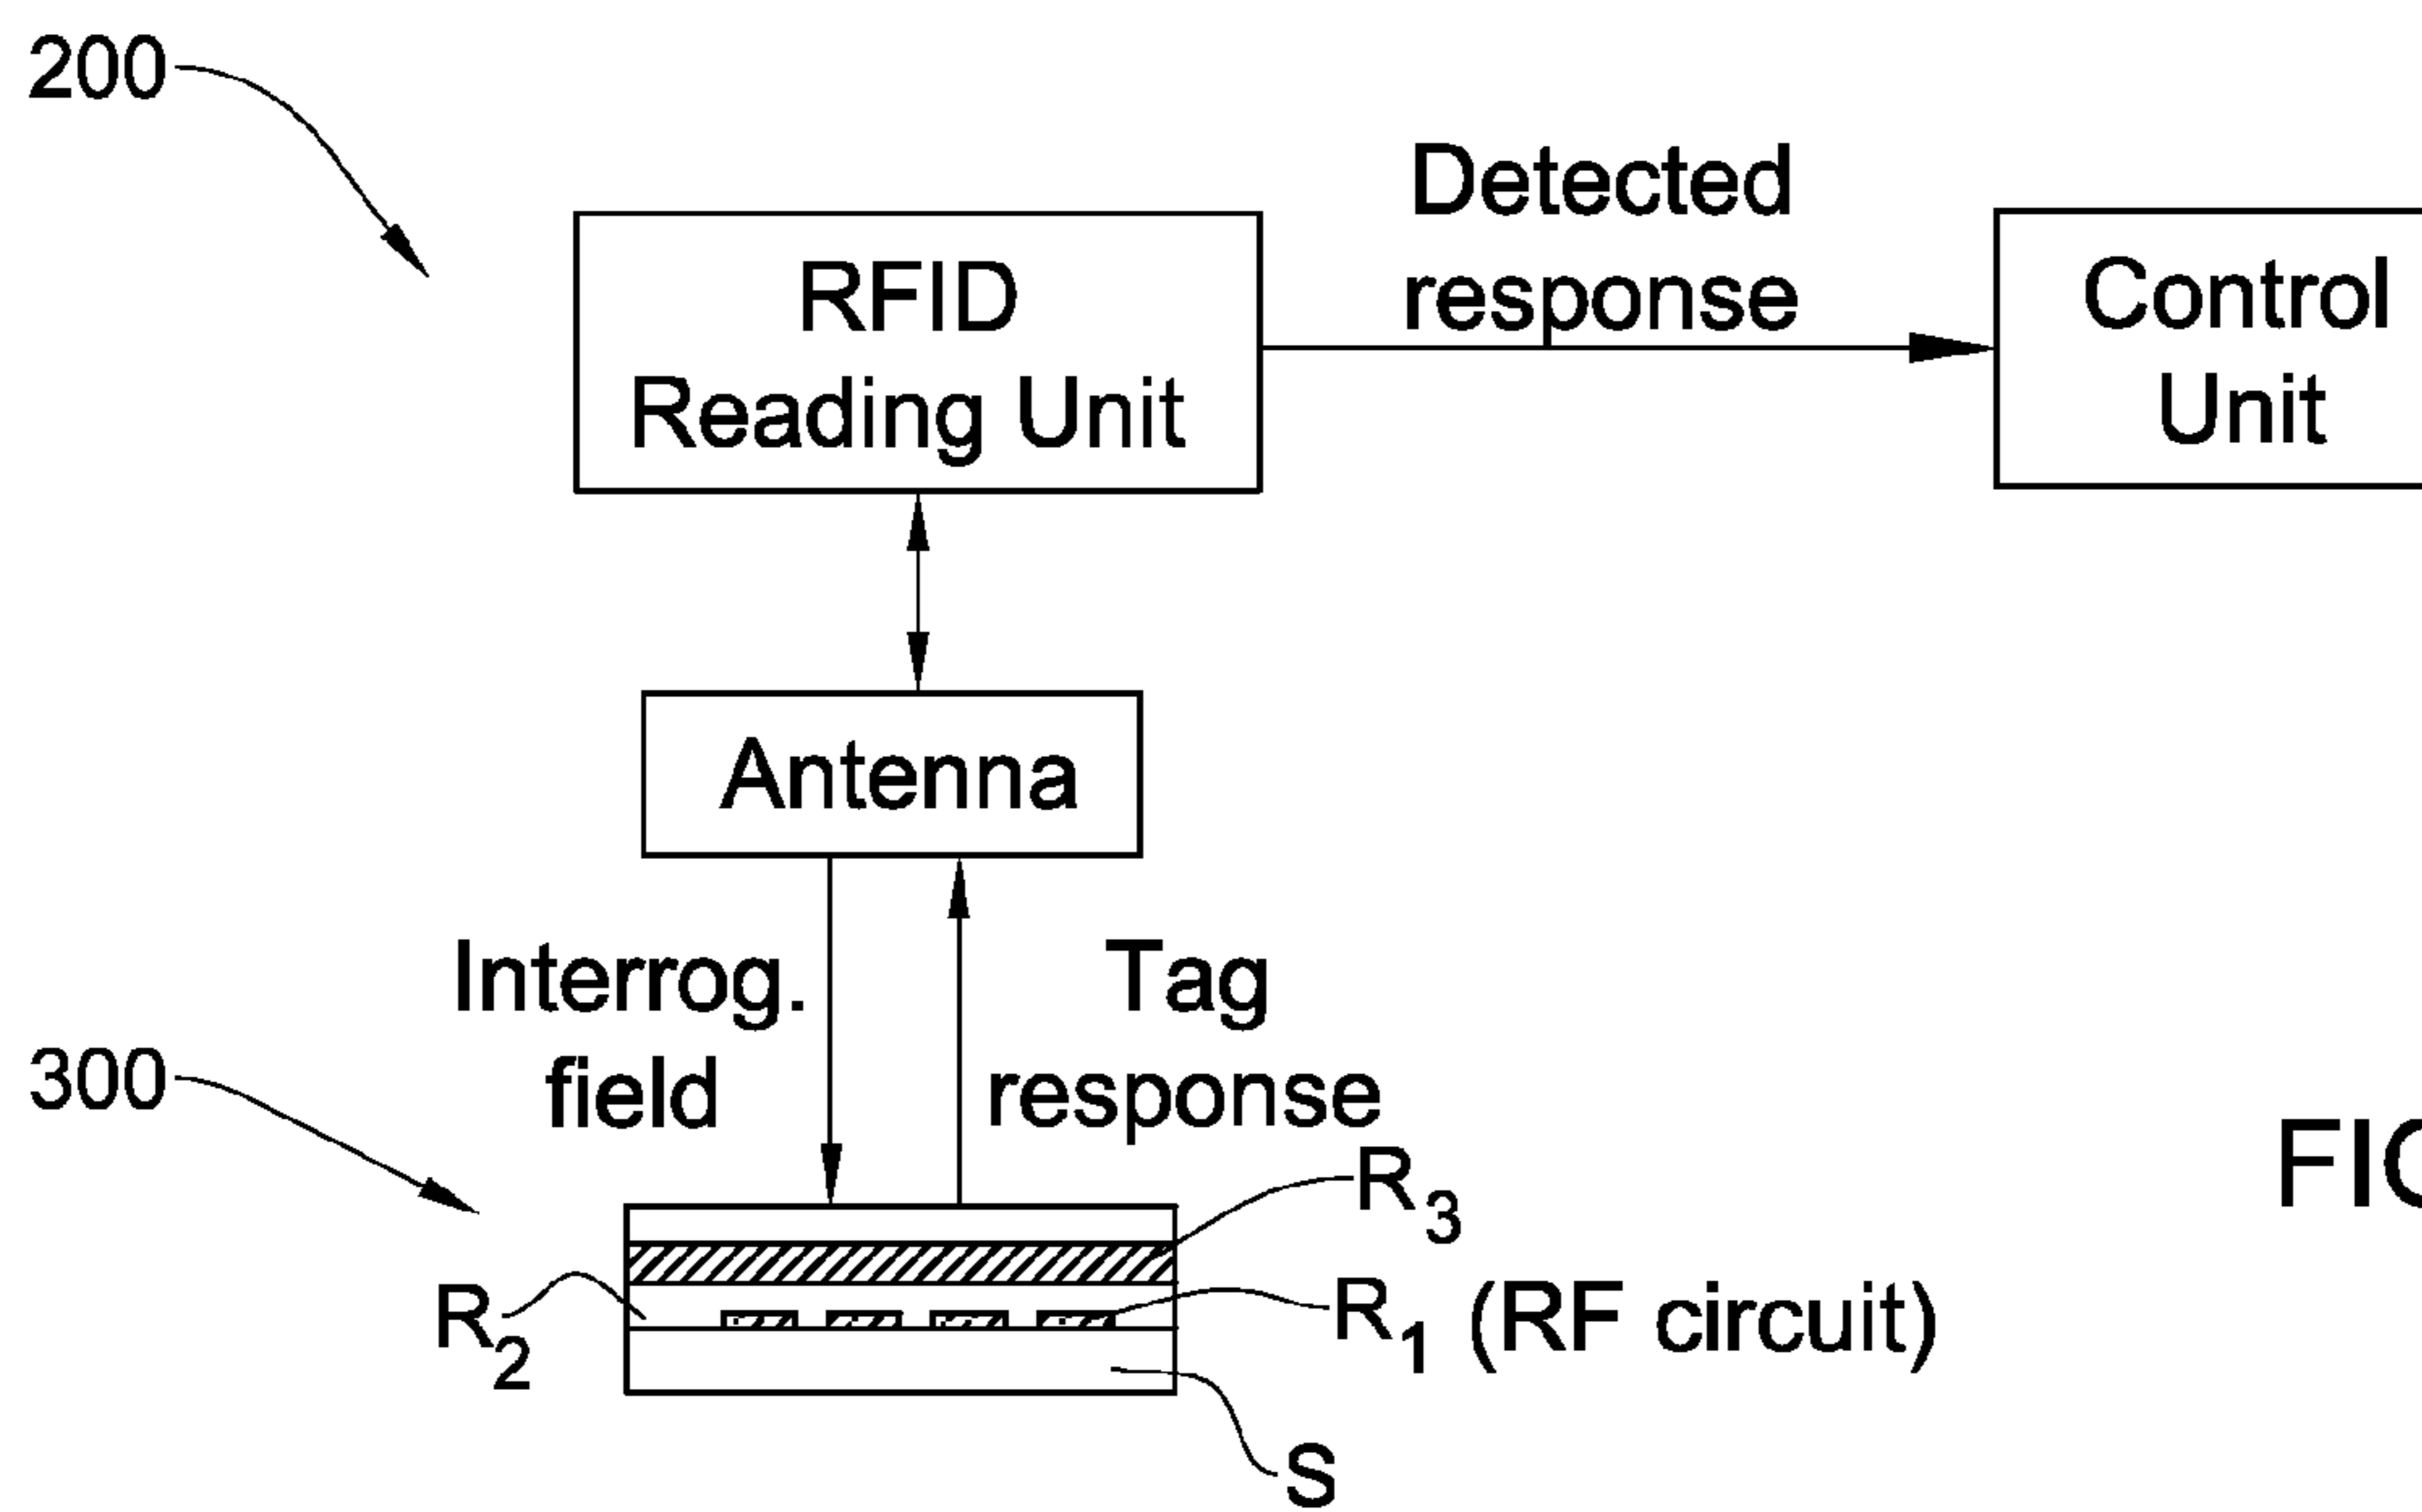 200
Detected
response
RFID
Reading Unit
Control
Unit
Antenna
Interrog.
field
Tag
response
300
R3
R2
R1 (RF circuit)
S